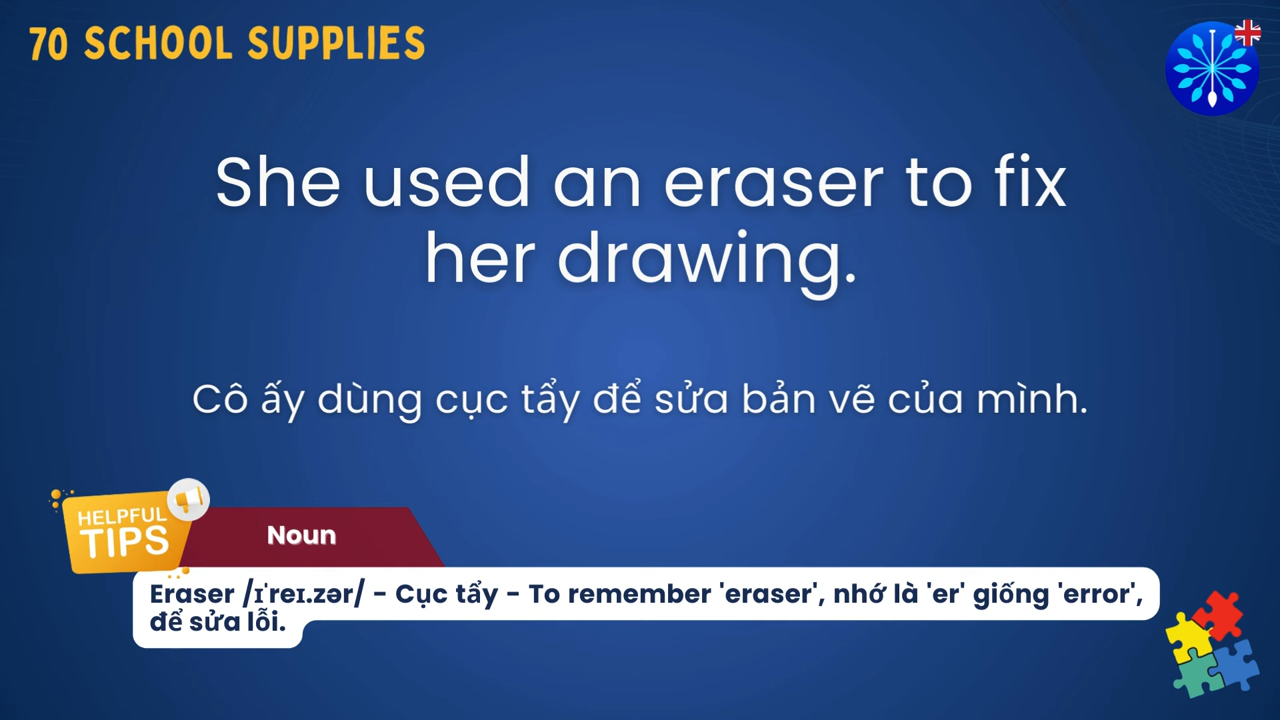 70 SCHOOL SUPPLIES
She used an eraser to fix
her drawing.
Cô ấy dùng cục tẩy để sửa bản vẽ của mình.
HELPFUL
TIPS
Noun
Eraser /ɪˈreɪ.zər/ - Cục tẩy - To remember 'eraser', nhớ là 'er' giống 'error',
để sửa lỗi.